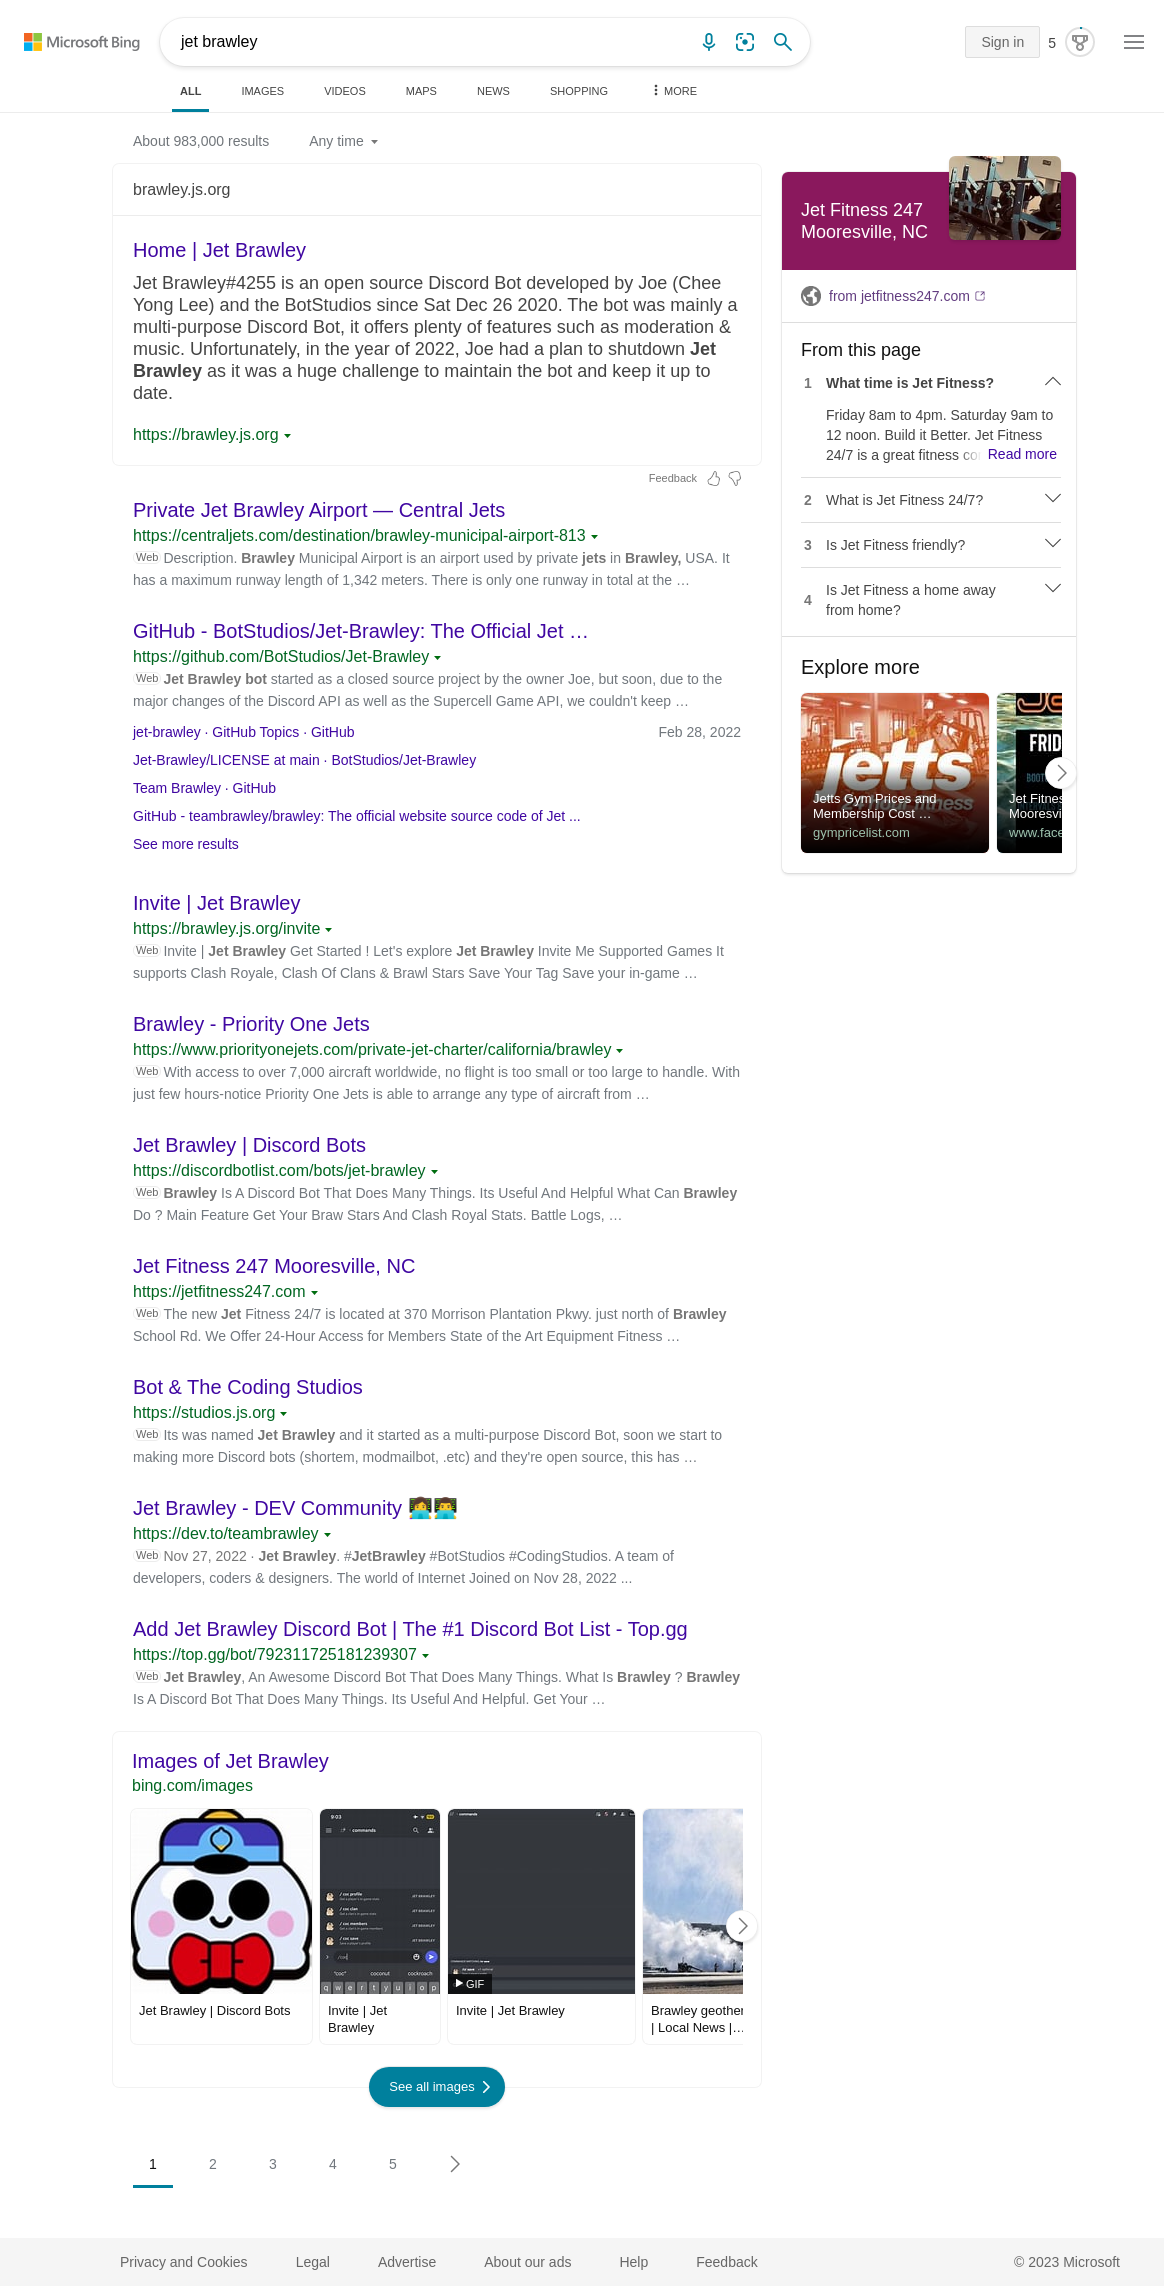 Microsoft Bing
jet brawley
Sign in
5
ALL
IMAGES
VIDEOS
MAPS
NEWS
SHOPPING
MORE
About 983,000 results
Any time
brawley.js.org
Home | Jet Brawley
Jet Brawley#4255 is an open source Discord Bot developed by Joe (Chee
Yong Lee) and the BotStudios since Sat Dec 26 2020. The bot was mainly a
multi-purpose Discord Bot, it offers plenty of features such as moderation &
music. Unfortunately, in the year of 2022, Joe had a plan to shutdown Jet
Brawley as it was a huge challenge to maintain the bot and keep it up to
date.
https://brawley.js.org
Feedback
Private Jet Brawley Airport — Central Jets
https://centraljets.com/destination/brawley-municipal-airport-813
Web Description. Brawley Municipal Airport is an airport used by private jets in Brawley, USA. It
has a maximum runway length of 1,342 meters. There is only one runway in total at the …
GitHub - BotStudios/Jet-Brawley: The Official Jet …
https://github.com/BotStudios/Jet-Brawley
Web Jet Brawley bot started as a closed source project by the owner Joe, but soon, due to the
major changes of the Discord API as well as the Supercell Game API, we couldn't keep …
jet-brawley · GitHub Topics · GitHub
Feb 28, 2022
Jet-Brawley/LICENSE at main · BotStudios/Jet-Brawley
Team Brawley · GitHub
GitHub - teambrawley/brawley: The official website source code of Jet ...
See more results
Invite | Jet Brawley
https://brawley.js.org/invite
Web Invite | Jet Brawley Get Started ! Let's explore Jet Brawley Invite Me Supported Games It
supports Clash Royale, Clash Of Clans & Brawl Stars Save Your Tag Save your in-game …
Brawley - Priority One Jets
https://www.priorityonejets.com/private-jet-charter/california/brawley
Web With access to over 7,000 aircraft worldwide, no flight is too small or too large to handle. With
just few hours-notice Priority One Jets is able to arrange any type of aircraft from …
Jet Brawley | Discord Bots
https://discordbotlist.com/bots/jet-brawley
Web Brawley Is A Discord Bot That Does Many Things. Its Useful And Helpful What Can Brawley
Do ? Main Feature Get Your Braw Stars And Clash Royal Stats. Battle Logs, …
Jet Fitness 247 Mooresville, NC
https://jetfitness247.com
Web The new Jet Fitness 24/7 is located at 370 Morrison Plantation Pkwy. just north of Brawley
School Rd. We Offer 24-Hour Access for Members State of the Art Equipment Fitness …
Bot & The Coding Studios
https://studios.js.org
Web Its was named Jet Brawley and it started as a multi-purpose Discord Bot, soon we start to
making more Discord bots (shortem, modmailbot, .etc) and they're open source, this has …
Jet Brawley - DEV Community 👩‍💻👨‍💻
https://dev.to/teambrawley
Web Nov 27, 2022 · Jet Brawley. #JetBrawley #BotStudios #CodingStudios. A team of
developers, coders & designers. The world of Internet Joined on Nov 28, 2022 ...
Add Jet Brawley Discord Bot | The #1 Discord Bot List - Top.gg
https://top.gg/bot/792311725181239307
Web Jet Brawley, An Awesome Discord Bot That Does Many Things. What Is Brawley ? Brawley
Is A Discord Bot That Does Many Things. Its Useful And Helpful. Get Your …
Images of Jet Brawley
bing.com/images
9:03
commands
/ coc profile
/ coc clan
/ coc members
/ coc save
JET BRAWLEY
JET BRAWLEY
JET BRAWLEY
JET BRAWLEY
"coc"
coconut
cockroach
q w e r t y u i o p
commands
GIF
Jet Brawley | Discord Bots
Invite | Jet
Brawley
Invite | Jet Brawley
Brawley geother
| Local News |…
See all images
1
2
3
4
5
Jet Fitness 247
Mooresville, NC
from jetfitness247.com
From this page
1 What time is Jet Fitness?
Friday 8am to 4pm. Saturday 9am to
12 noon. Build it Better. Jet Fitness
24/7 is a great fitness co Read more
2 What is Jet Fitness 24/7?
3 Is Jet Fitness friendly?
4 Is Jet Fitness a home away
from home?
Explore more
jetts
24 hour fitness
Jetts Gym Prices and
Membership Cost …
gympricelist.com
FRID
Jet Fitnes
Mooresvi
www.face
Privacy and Cookies
Legal
Advertise
About our ads
Help
Feedback
© 2023 Microsoft